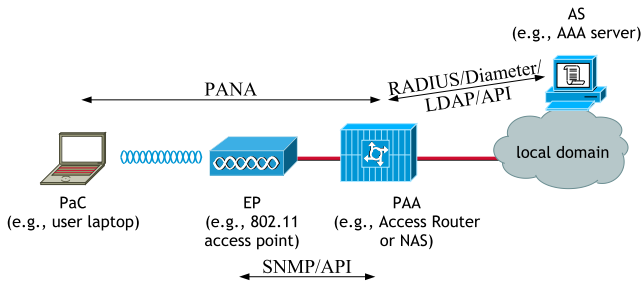 AS
(e.g., AAA server)
PANA
RADIUS/Diameter/
LDAP/API
local domain
PaC
(e.g., user laptop)
EP
(e.g., 802.11
access point)
PAA
(e.g., Access Router
or NAS)
SNMP/API